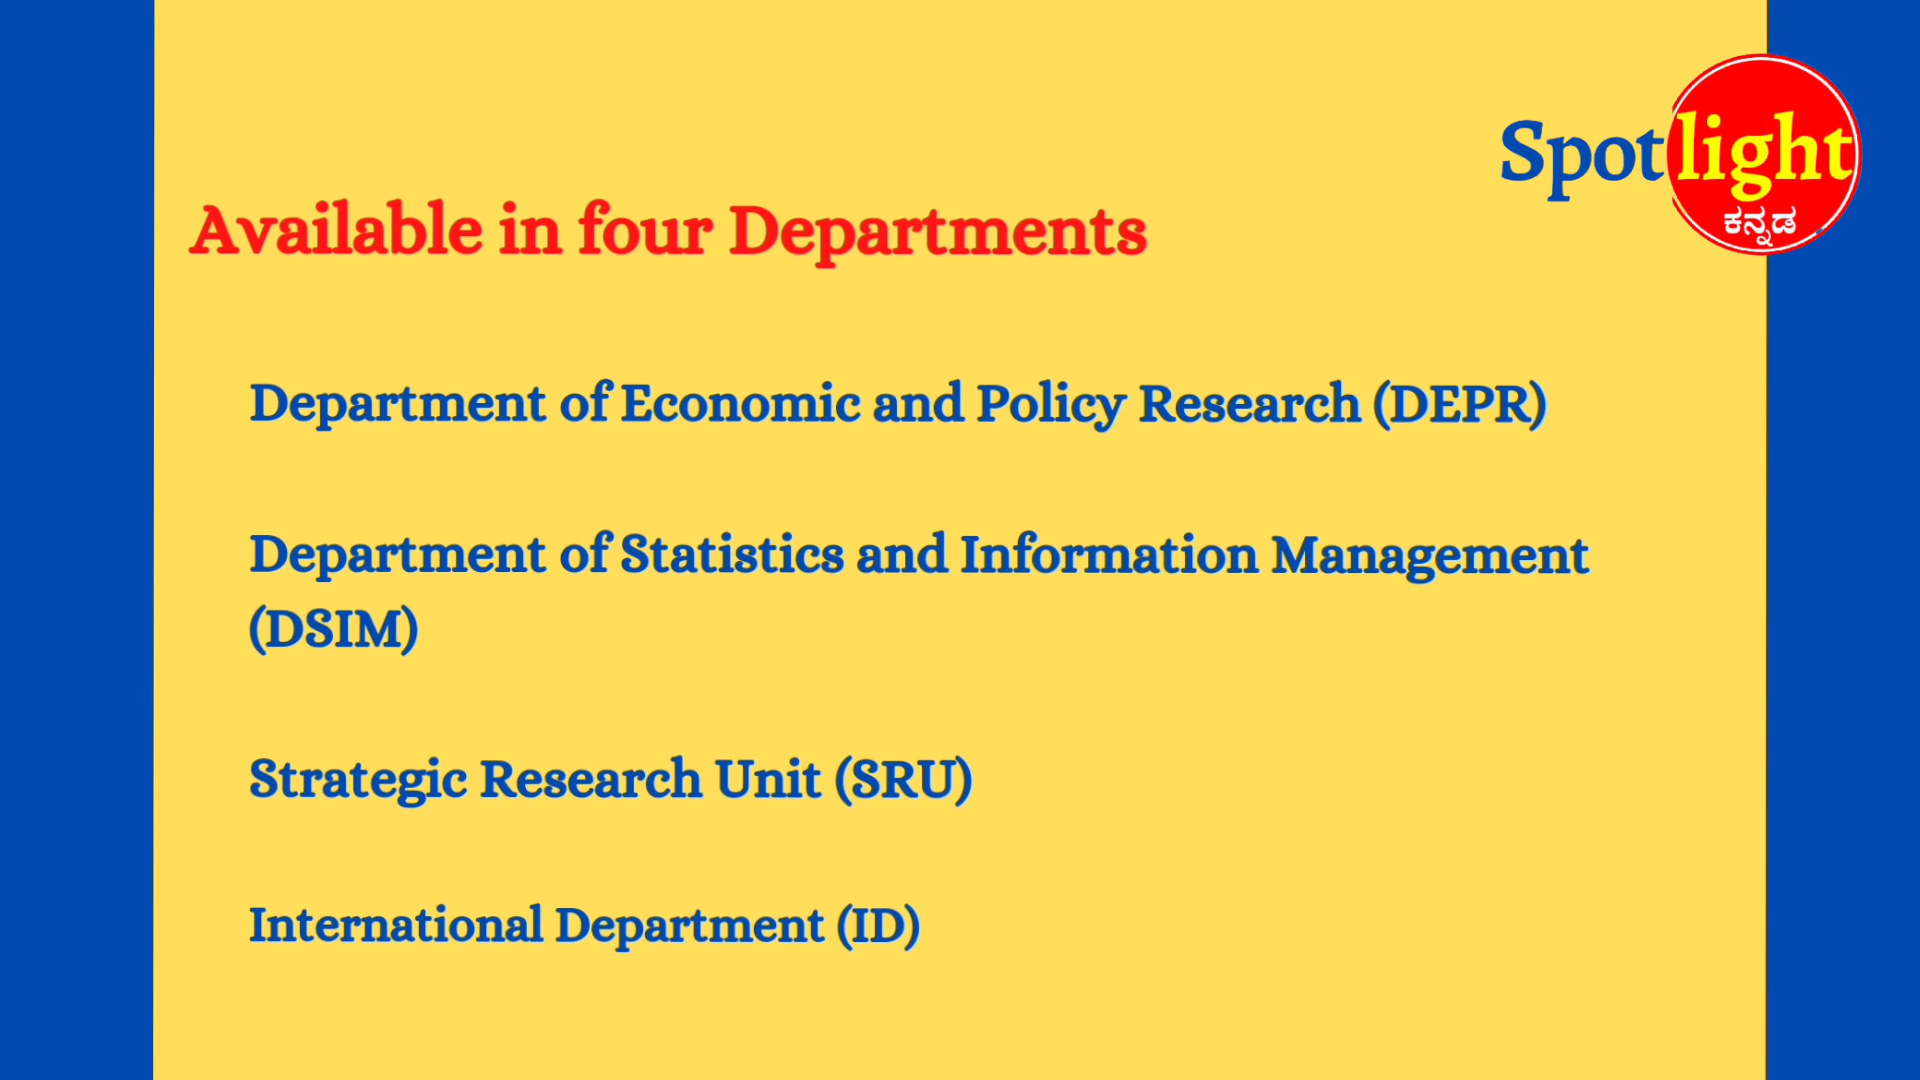 Spotlight
ಕನ್ನಡ
Available in four Departments
Department of Economic and Policy Research (DEPR)
Department of Statistics and Information Management
(DSIM)
Strategic Research Unit (SRU)
International Department (ID)